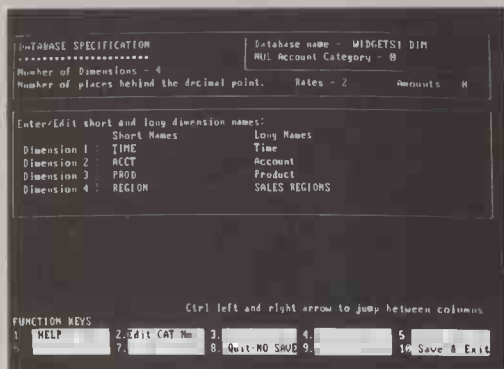 DATABASE SPECIFICATION
Database name - WIDGETS1 DIM
NUL Account Category - 0
Number of Dimensions - 4
Number of places behind the decimal point. Rates - 2 Amounts
Enter/Edit short and long dimension names:
Short Names Long Names
Dimension 1 : TIME Time
Dimension 2 : ACCT Account
Dimension 3 : PROD Product
Dimension 4 : REGION SALES REGIONS
Ctrl left and right arrow to jump between columns
FUNCTION KEYS
1 HELP 2. Edit CAT Nm 3. 4. 5
6 7. 8. Quit-NO SAVE 9. 10 Save & Exit